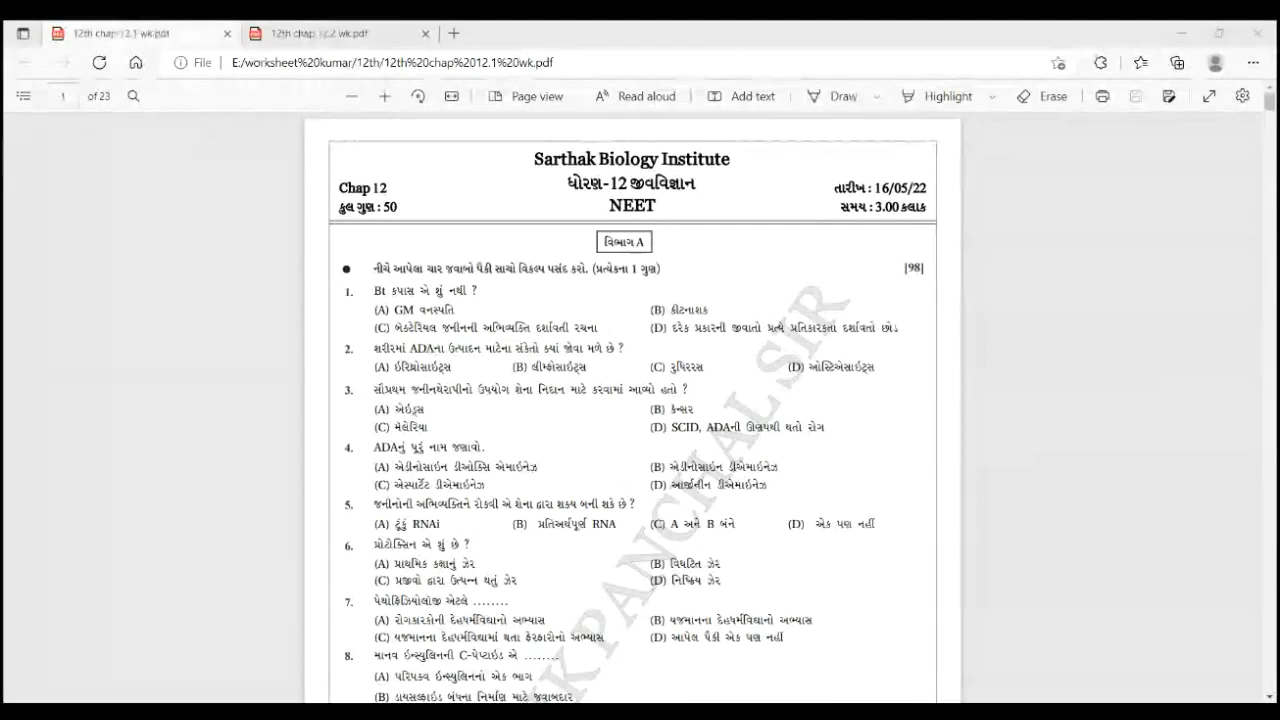 12th chap 12.1 wk.pdf 12th chap 12.2 wk.pdf
File E:/worksheet%20kumar/12th/12th%20chap%2012.1%20wk.pdf
1 of 23 Page view Read aloud Add text Draw Highlight Erase
Sarthak Biology Institute
Chap 12 ધોરણ-12 જીવવિજ્ઞાન તારીખ : 16/05/22
કુલ ગુણ : 50 NEET સમય : 3.00 કલાક
વિભાગ A
● નીચે આપેલા ચાર જવાબો પૈકી સાચો વિકલ્પ પસંદ કરો. (પ્રત્યેકના 1 ગુણ) [98]
1. Bt કપાસ એ શું નથી ?
(A) GM વનસ્પતિ (B) કીટનાશક
(C) બેક્ટેરિયલ જનીનની અભિવ્યક્તિ દર્શાવતી રચના (D) દરેક પ્રકારની જીવાતો પ્રત્યે પ્રતિકારકતા દર્શાવતો છોડ
2. શરીરમાં ADAના ઉત્પાદન માટેના સંકેતો ક્યાં જોવા મળે છે ?
(A) ઇરિથ્રોસાઇટ્સ (B) લીમ્ફોસાઇટ્સ (C) રુધિરરસ (D) ઓસ્ટિએસાઇટ્સ
3. સૌપ્રથમ જનીનથેરાપીનો ઉપયોગ શેના નિદાન માટે કરવામાં આવ્યો હતો ?
(A) એઇડ્સ (B) કેન્સર
(C) મેલેરિયા (D) SCID, ADAની ઊણપથી થતો રોગ
4. ADAનું પૂરું નામ જણાવો.
(A) એડીનોસાઇન ડીઓક્સિ એમાઇનેઝ (B) એડીનોસાઇન ડીએમાઇનેઝ
(C) એસ્પાર્ટેટ ડીએમાઇનેઝ (D) આર્જીનીન ડીએમાઇનેઝ
5. જનીનોની અભિવ્યક્તિને રોકવી એ શેના દ્વારા શક્ય બની શકે છે ?
(A) ટૂંકું RNAi (B) પ્રતિઅર્થપૂર્ણ RNA (C) A અને B બંને (D) એક પણ નહીં
6. પ્રોટોક્સિન એ શું છે ?
(A) પ્રાથમિક કક્ષાનું ઝેર (B) વિઘટિત ઝેર
(C) પ્રજીવો દ્વારા ઉત્પન્ન થતું ઝેર (D) નિષ્ક્રિય ઝેર
7. પેથોફિઝિયોલોજી એટલે ........
(A) રોગકારકોની દેહધર્મવિદ્યાનો અભ્યાસ (B) યજમાનના દેહધર્મવિદ્યાનો અભ્યાસ
(C) યજમાનના દેહધર્મવિદ્યામાં થતા ફેરફારોનો અભ્યાસ (D) આપેલ પૈકી એક પણ નહીં
8. માનવ ઇન્સ્યુલિનની C-પેપ્ટાઇડ એ ........
(A) પરિપક્વ ઇન્સ્યુલિનનો એક ભાગ
(B) ડાયસલ્ફાઇડ બંધના નિર્માણ માટે જવાબદાર
PANCHAL SIR